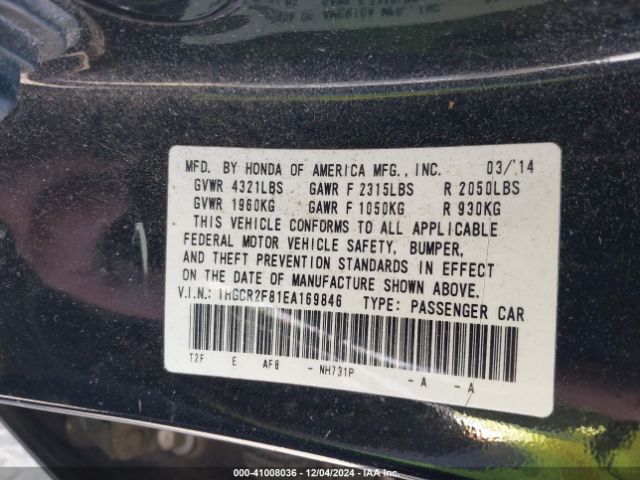 MFD. BY HONDA OF AMERICA MFG., INC. 03/'14
GVWR 4321LBS GAWR F 2315LBS R 2050LBS
GVWR 1960KG GAWR F 1050KG R 930KG
THIS VEHICLE CONFORMS TO ALL APPLICABLE
FEDERAL MOTOR VEHICLE SAFETY, BUMPER,
AND THEFT PREVENTION STANDARDS IN EFFECT
ON THE DATE OF MANUFACTURE SHOWN ABOVE.
V.I.N.: 1HGCR2F81EA169846 TYPE: PASSENGER CAR
T2F E AF8 - NH731P - A - A
000-41008036 • 12/04/2024 • IAA Inc.